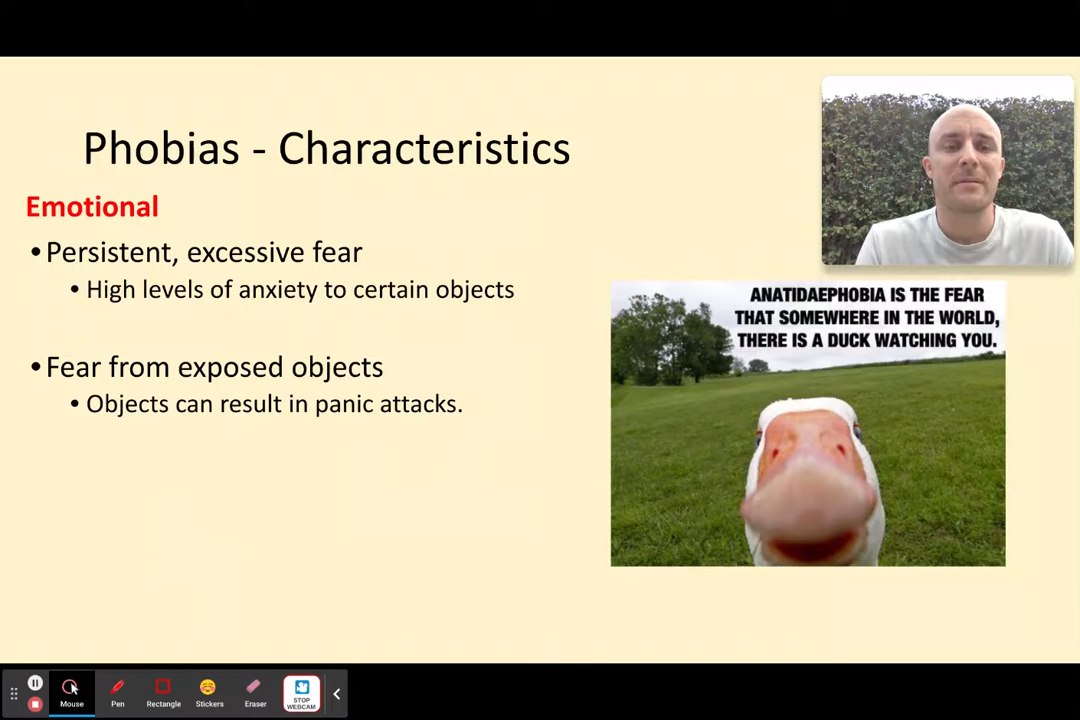 Phobias - Characteristics
Emotional
•Persistent, excessive fear
• High levels of anxiety to certain objects
•Fear from exposed objects
• Objects can result in panic attacks.
ANATIDAEPHOBIA IS THE FEAR
THAT SOMEWHERE IN THE WORLD,
THERE IS A DUCK WATCHING YOU.
Mouse
Pen
Rectangle
Stickers
Eraser
STOP
WEBCAM